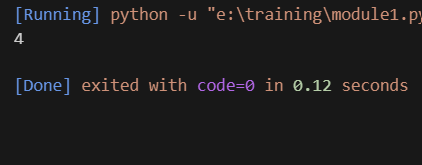 [Running] python -u "e:\training\module1.py
4
[Done] exited with code=0 in 0.12 seconds